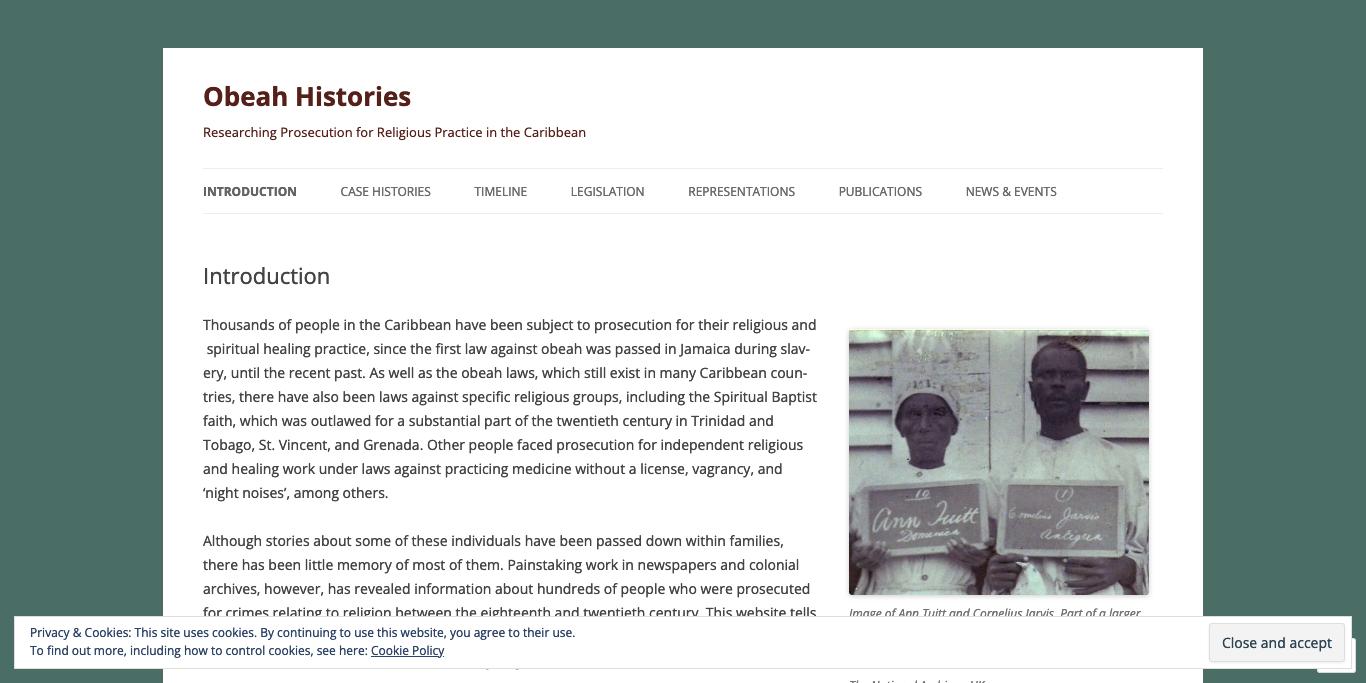 Obeah Histories
Researching Prosecution for Religious Practice in the Caribbean
INTRODUCTION
CASE HISTORIES
TIMELINE
LEGISLATION
REPRESENTATIONS
PUBLICATIONS
NEWS & EVENTS
Introduction
Thousands of people in the Caribbean have been subject to prosecution for their religious and
spiritual healing practice, since the first law against obeah was passed in Jamaica during slav-
ery, until the recent past. As well as the obeah laws, which still exist in many Caribbean coun-
tries, there have also been laws against specific religious groups, including the Spiritual Baptist
faith, which was outlawed for a substantial part of the twentieth century in Trinidad and
Tobago, St. Vincent, and Grenada. Other people faced prosecution for independent religious
and healing work under laws against practicing medicine without a license, vagrancy, and
‘night noises’, among others.
Although stories about some of these individuals have been passed down within families,
there has been little memory of most of them. Painstaking work in newspapers and colonial
archives, however, has revealed information about hundreds of people who were prosecuted
for crimes relating to religion between the eighteenth and twentieth century. This website tells
10
Ann Tuitt
Dominica
(1)
Cornelius Jarvis
Antigua
Image of Ann Tuitt and Cornelius Jarvis. Part of a larger
Privacy & Cookies: This site uses cookies. By continuing to use this website, you agree to their use.
To find out more, including how to control cookies, see here: Cookie Policy
Close and accept